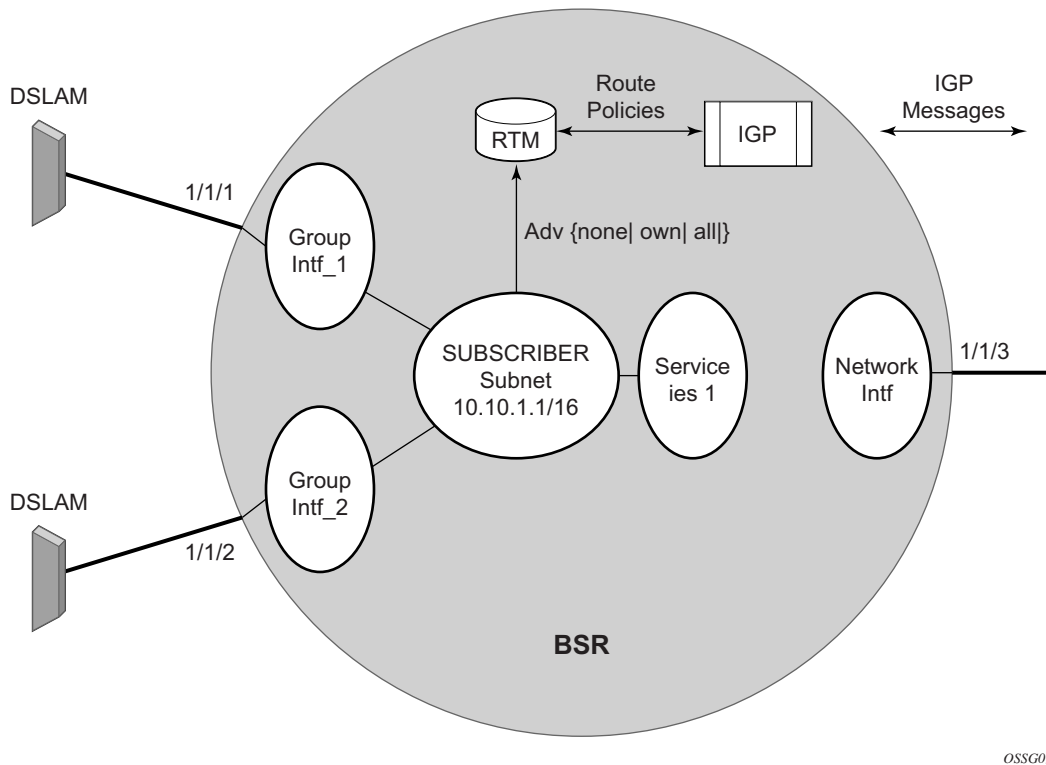 DSLAM
1/1/1
Group
Intf_1
RTM
Route
Policies
IGP
IGP
Messages
Adv {none| own| all|}
SUBSCRIBER
Subnet
10.10.1.1/16
Service
ies 1
Network
Intf
1/1/3
DSLAM
1/1/2
Group
Intf_2
BSR
OSSG0